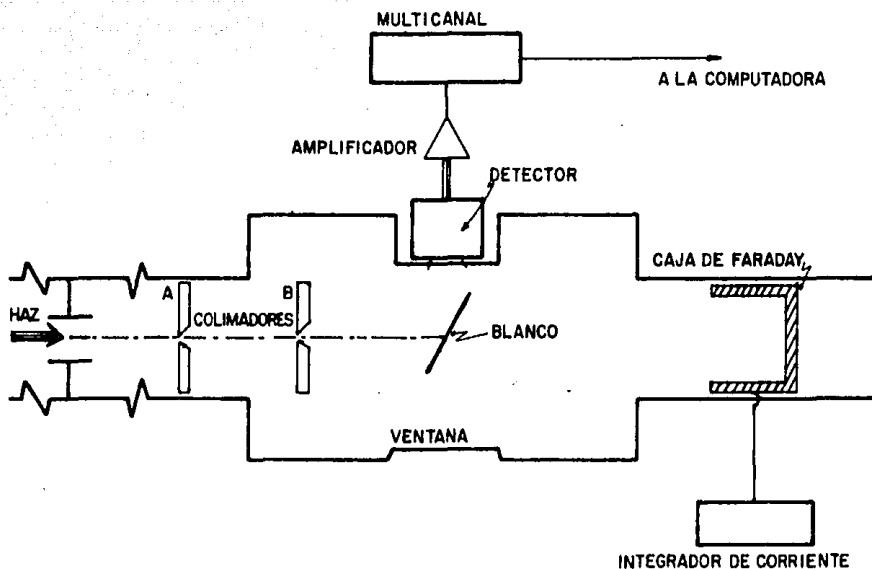 MULTICANAL
A LA COMPUTADORA
AMPLIFICADOR
DETECTOR
CAJA DE FARADAY
A
B
HAZ
COLIMADORES
BLANCO
VENTANA
INTEGRADOR DE CORRIENTE